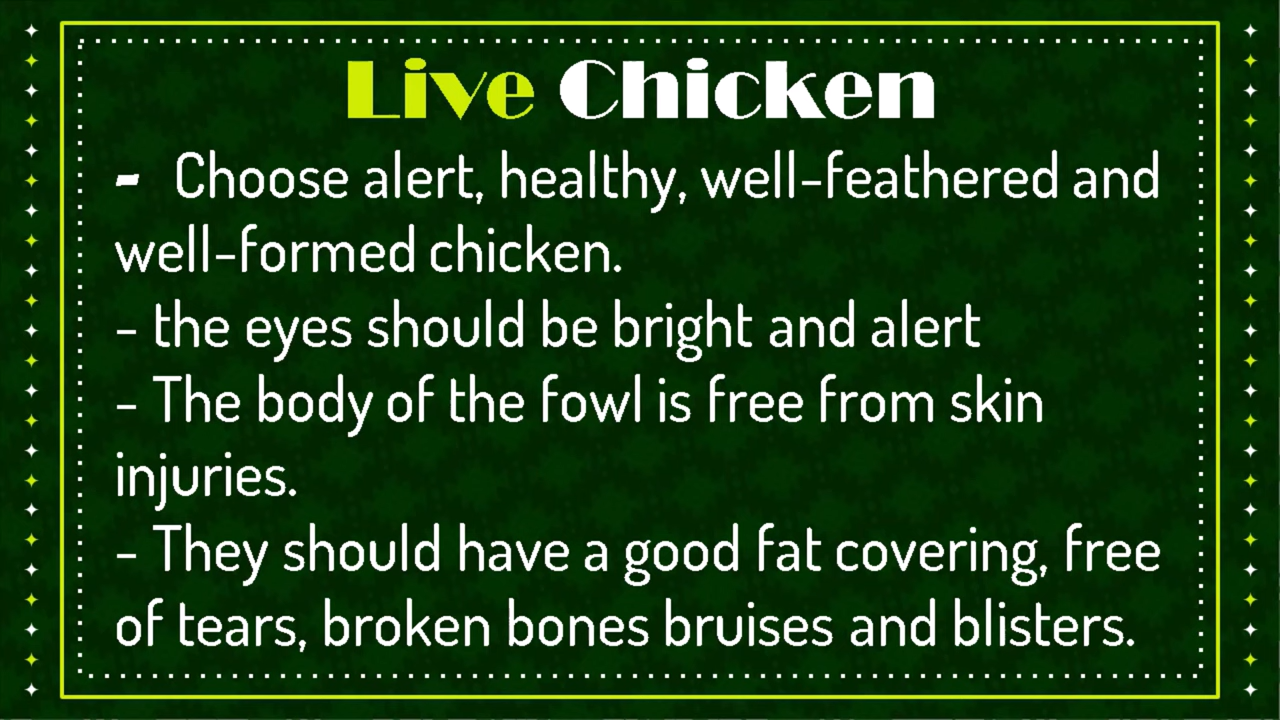 Live Chicken
- Choose alert, healthy, well-feathered and
well-formed chicken.
- the eyes should be bright and alert
- The body of the fowl is free from skin
injuries.
- They should have a good fat covering, free
of tears, broken bones bruises and blisters.